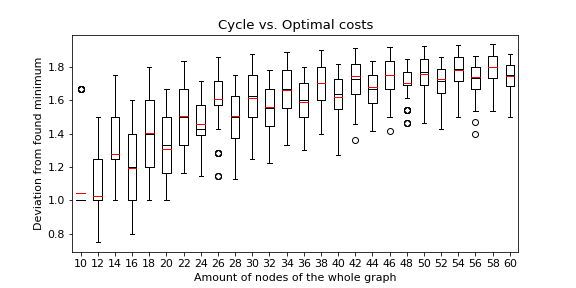 Cycle vs. Optimal costs
Deviation from found minimum
1.8
1.6
1.4
1.2
1.0
0.8
10 12 14 16 18 20 22 24 26 28 30 32 34 36 38 40 42 44 46 48 50 52 54 56 58 60
Amount of nodes of the whole graph